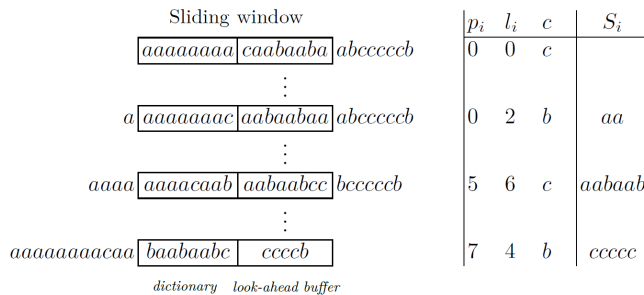 Sliding window p_i l_i c S_i
aaaaaaaa caabaaba abcccccb 0 0 c
⋮
a aaaaaaac aabaabaa abcccccb 0 2 b aa
⋮
aaaa aaaacaab aabaabcc bcccccb 5 6 c aabaab
⋮
aaaaaaaacaa baabaabc ccccb 7 4 b ccccc
dictionary look-ahead buffer